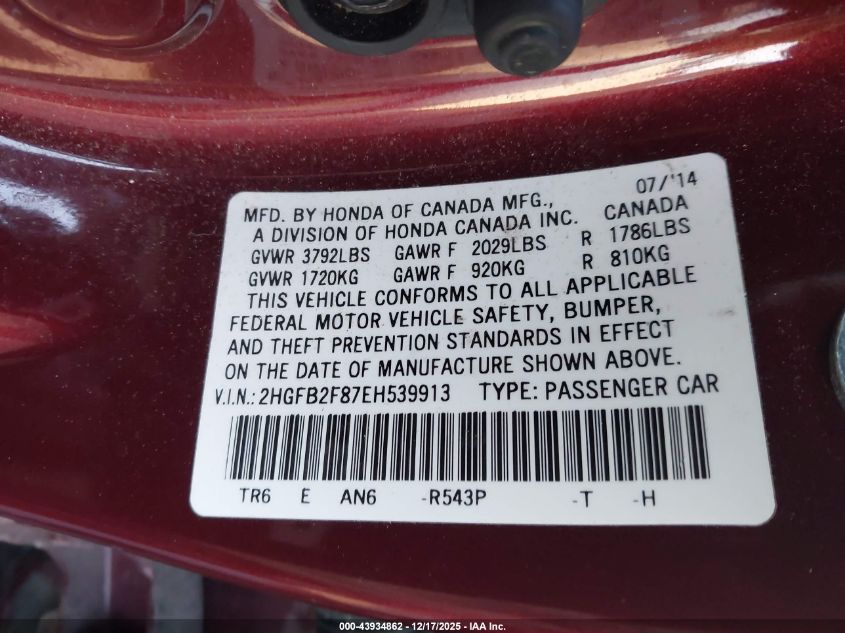 07/'14
MFD. BY HONDA OF CANADA MFG., CANADA
A DIVISION OF HONDA CANADA INC.
GVWR 3792LBS GAWR F 2029LBS R 1786LBS
GVWR 1720KG GAWR F 920KG R 810KG
THIS VEHICLE CONFORMS TO ALL APPLICABLE
FEDERAL MOTOR VEHICLE SAFETY, BUMPER,
AND THEFT PREVENTION STANDARDS IN EFFECT
ON THE DATE OF MANUFACTURE SHOWN ABOVE.
V.I.N.: 2HGFB2F87EH539913 TYPE: PASSENGER CAR
TR6 E AN6 -R543P -T -H
000-43934862 - 12/17/2025 - IAA Inc.